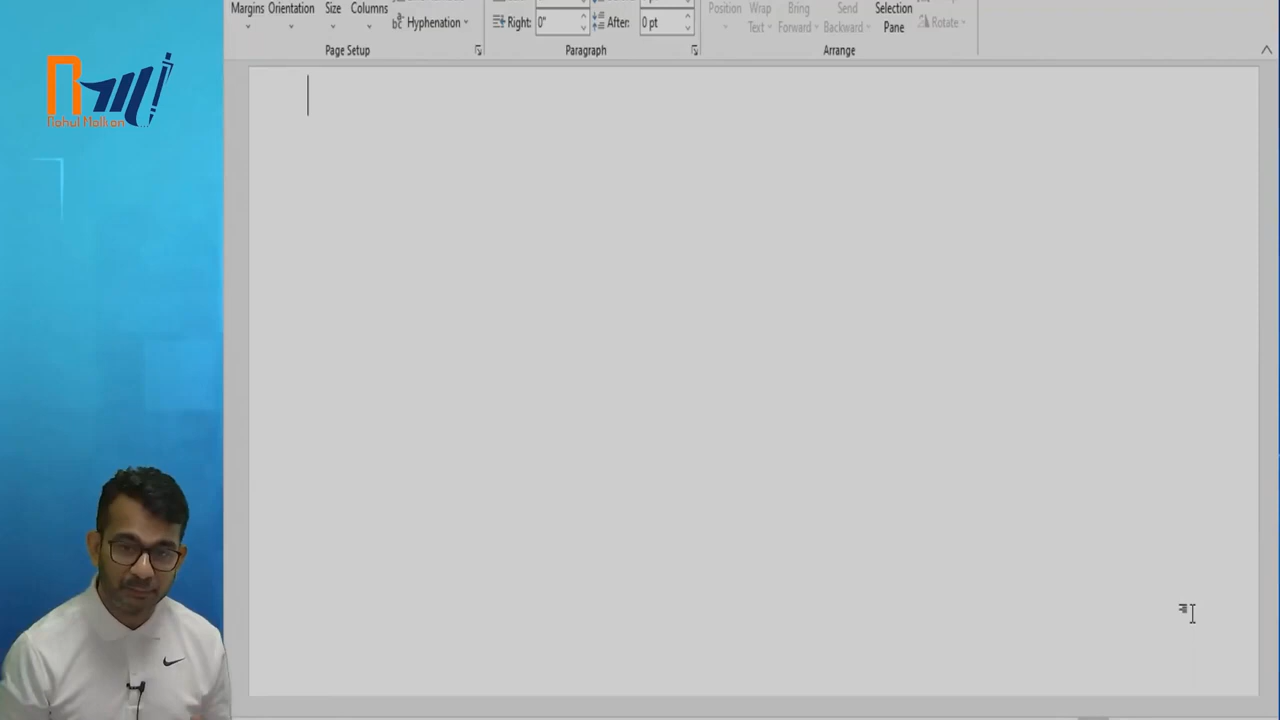 Margins Orientation Size Columns
Hyphenation
Right: 0"
After: 0 pt
Position Wrap Text Bring Forward Send Backward Selection Pane
Rotate
Page Setup Paragraph Arrange
Rahul Malkan